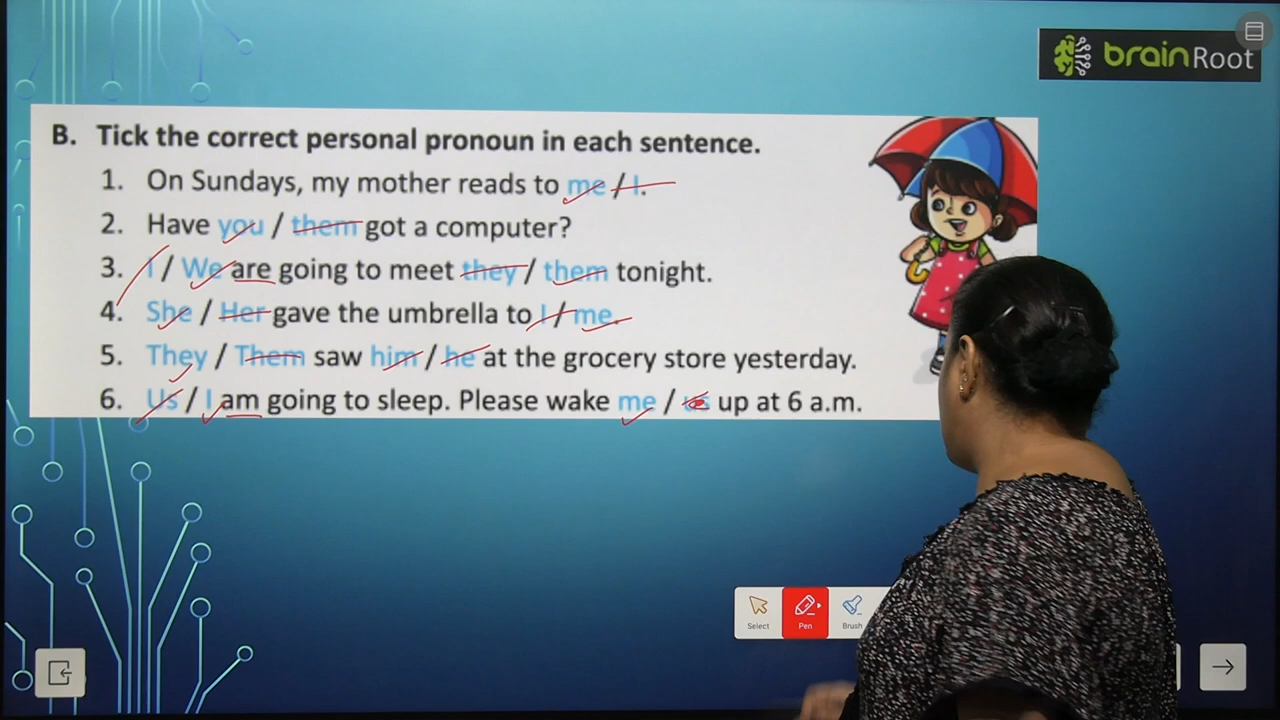 brainRoot
B. Tick the correct personal pronoun in each sentence.
1. On Sundays, my mother reads to me / I.
2. Have you / them got a computer?
3. I / We are going to meet they / them tonight.
4. She / Her gave the umbrella to I / me.
5. They / Them saw him / he at the grocery store yesterday.
6. Us / I am going to sleep. Please wake me / us up at 6 a.m.
Select Pen Brush